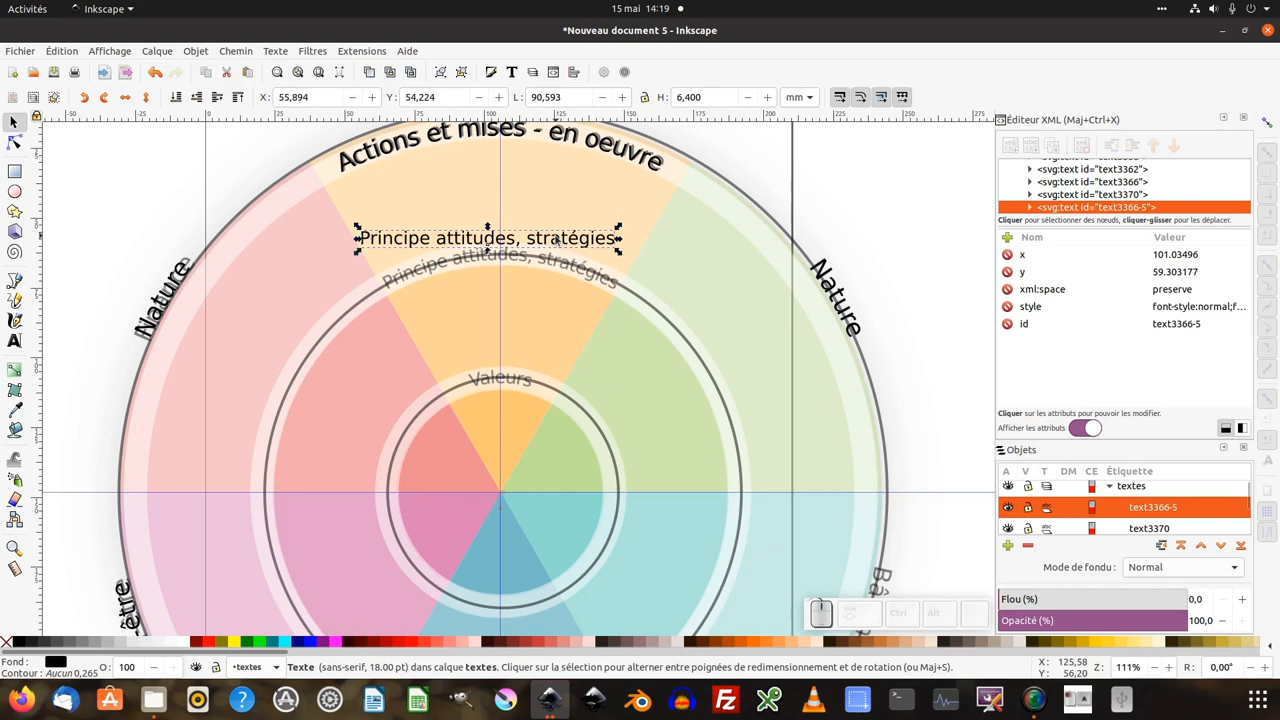 Activités
Inkscape
15 mai 14:19
*Nouveau document 5 - Inkscape
Fichier Édition Affichage Calque Objet Chemin Texte Filtres Extensions Aide
X: 55,894 Y: 54,224 L: 90,593 H: 6,400 mm
Actions et mises - en oeuvre
Principe attitudes, stratégies
Principe attitudes, stratégies
Valeurs
Nature
Nature
être
Éditeur XML (Maj+Ctrl+X)
<svg:text id="text3362">
<svg:text id="text3366">
<svg:text id="text3370">
<svg:text id="text3366-5">
Cliquer pour sélectionner des nœuds, cliquer-glisser pour les déplacer.
Nom Valeur
x 101.03496
y 59.303177
xml:space preserve
style font-style:normal;f...
id text3366-5
Cliquer sur les attributs pour pouvoir les modifier.
Afficher les attributs
Objets
A V T DM CE Étiquette
textes
text3366-5
text3370
Mode de fondu : Normal
Flou (%) 0,0
Opacité (%) 100,0
Ctrl Alt
Fond :
Contour : Aucun 0,265
O : 100
•textes
Texte (sans-serif, 18.00 pt) dans calque textes. Cliquer sur la sélection pour alterner entre poignées de redimensionnement et de rotation (ou Maj+S).
X: 125,58
Y: 56,20
Z: 111%
R: 0,00°